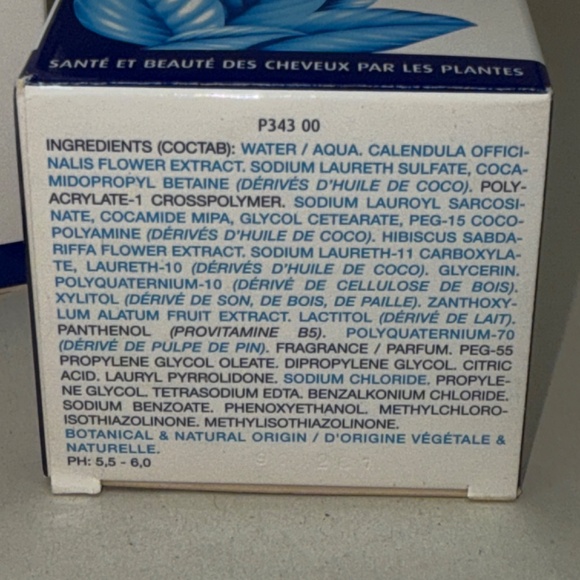 SANTÉ ET BEAUTÉ DES CHEVEUX PAR LES PLANTES
P343 00
INGREDIENTS (COCTAB): WATER / AQUA. CALENDULA OFFICI-
NALIS FLOWER EXTRACT. SODIUM LAURETH SULFATE, COCA-
MIDOPROPYL BETAINE (DÉRIVÉS D'HUILE DE COCO). POLY-
ACRYLATE-1 CROSSPOLYMER. SODIUM LAUROYL SARCOSI-
NATE, COCAMIDE MIPA, GLYCOL CETEARATE, PEG-15 COCO-
POLYAMINE (DÉRIVÉS D'HUILE DE COCO). HIBISCUS SABDA-
RIFFA FLOWER EXTRACT. SODIUM LAURETH-11 CARBOXYLA-
TE, LAURETH-10 (DÉRIVÉS D'HUILE DE COCO). GLYCERIN.
POLYQUATERNIUM-10 (DÉRIVÉ DE CELLULOSE DE BOIS).
XYLITOL (DÉRIVÉ DE SON, DE BOIS, DE PAILLE). ZANTHOXY-
LUM ALATUM FRUIT EXTRACT. LACTITOL (DÉRIVÉ DE LAIT).
PANTHENOL (PROVITAMINE B5). POLYQUATERNIUM-70
(DÉRIVÉ DE PULPE DE PIN). FRAGRANCE / PARFUM. PEG-55
PROPYLENE GLYCOL OLEATE. DIPROPYLENE GLYCOL. CITRIC
ACID. LAURYL PYRROLIDONE. SODIUM CHLORIDE. PROPYLE-
NE GLYCOL. TETRASODIUM EDTA. BENZALKONIUM CHLORIDE.
SODIUM BENZOATE. PHENOXYETHANOL. METHYLCHLORO-
ISOTHIAZOLINONE. METHYLISOTHIAZOLINONE.
BOTANICAL & NATURAL ORIGIN / D'ORIGINE VÉGÉTALE &
NATURELLE.
PH: 5,5 - 6,0